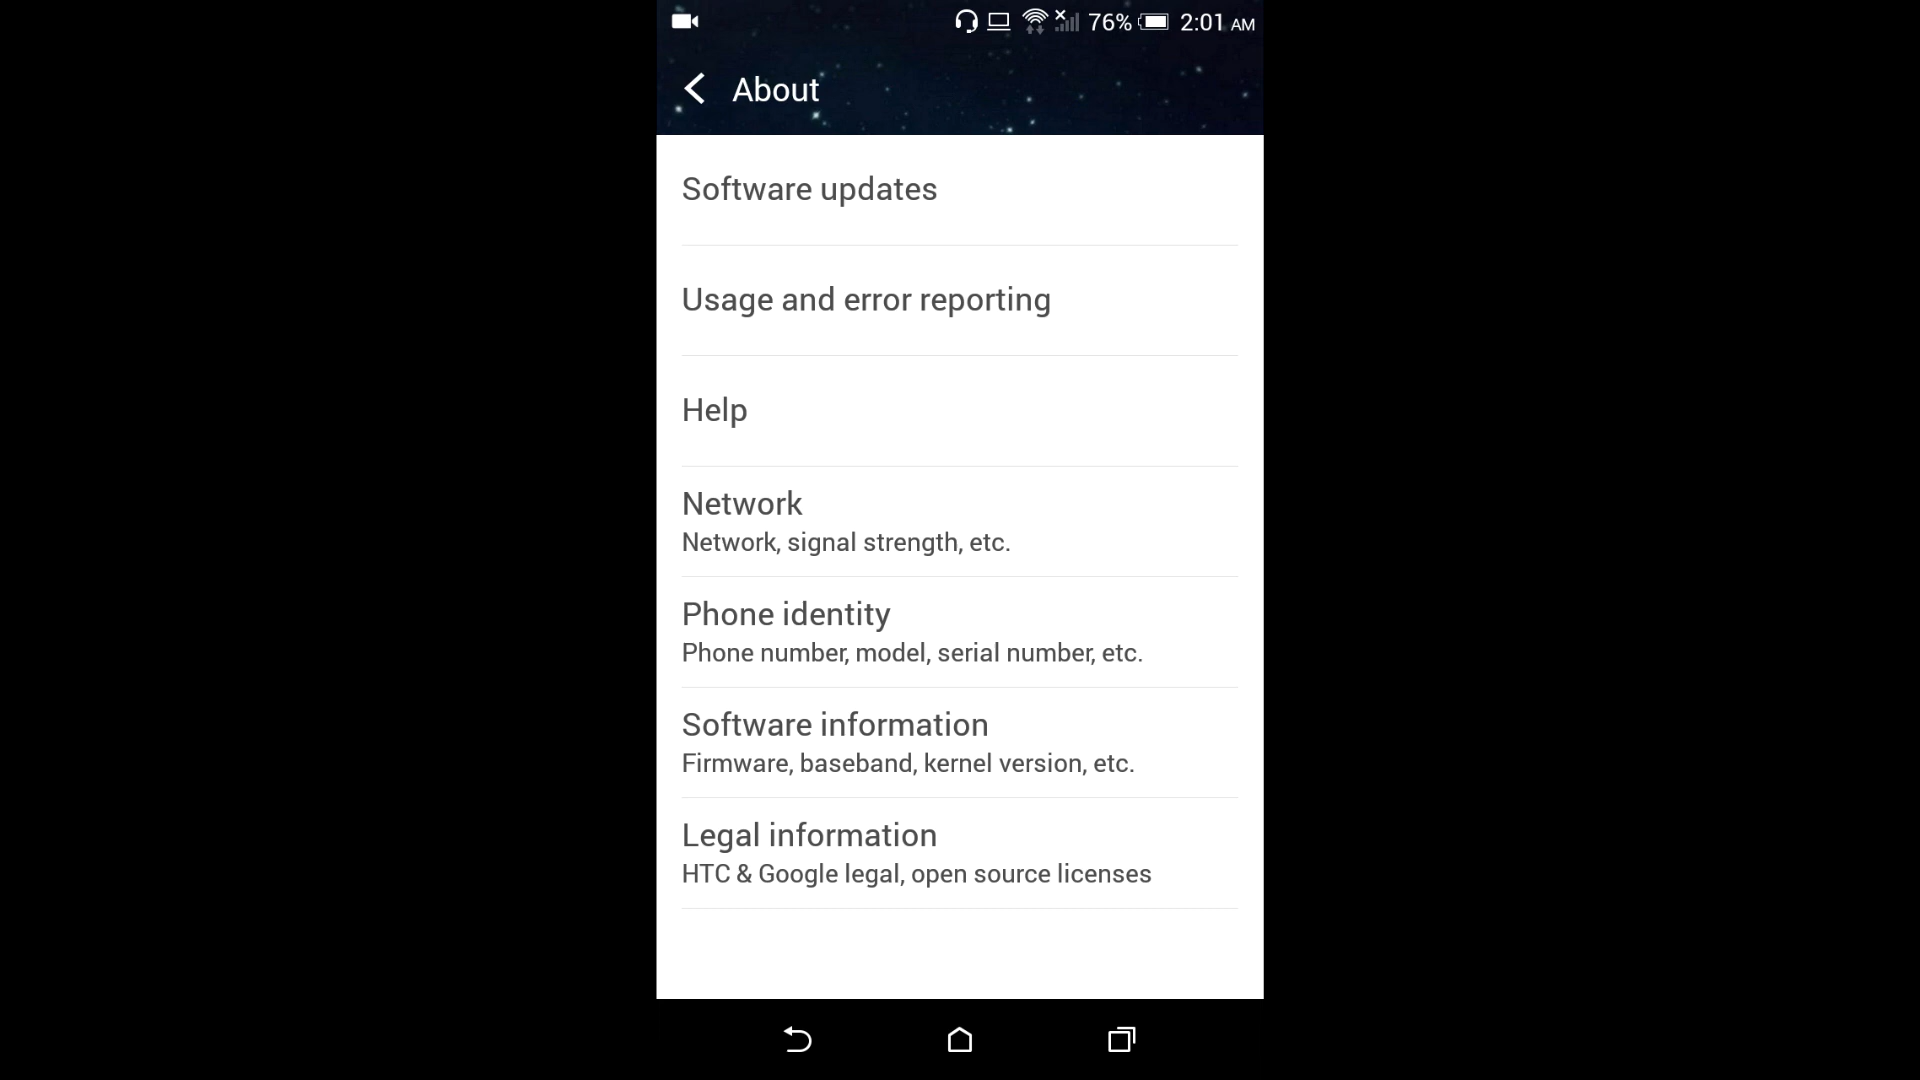 76% 2:01 AM
About
Software updates
Usage and error reporting
Help
Network
Network, signal strength, etc.
Phone identity
Phone number, model, serial number, etc.
Software information
Firmware, baseband, kernel version, etc.
Legal information
HTC & Google legal, open source licenses